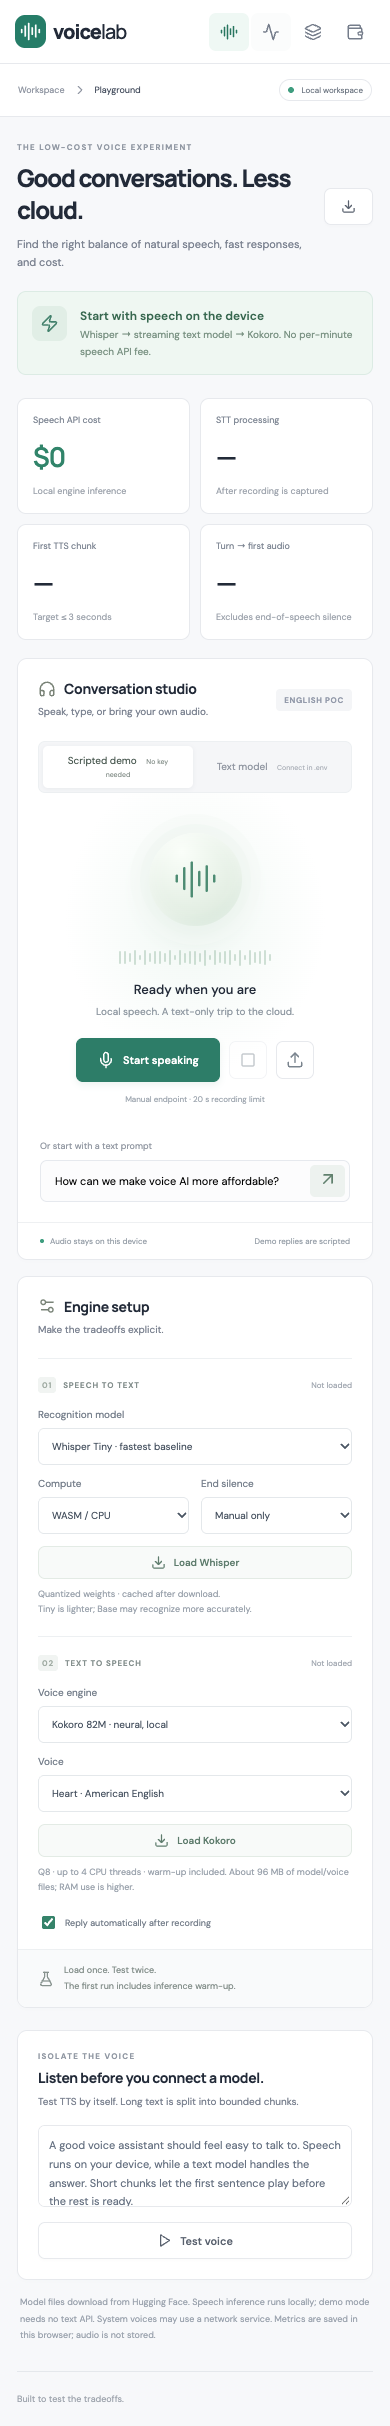 voicelab
Workspace > Playground
Local workspace
THE LOW-COST VOICE EXPERIMENT
Good conversations. Less
cloud.
Find the right balance of natural speech, fast responses,
and cost.
Start with speech on the device
Whisper → streaming text model → Kokoro. No per-minute
speech API fee.
Speech API cost
$0
Local engine inference
STT processing
—
After recording is captured
First TTS chunk
—
Target ≤ 3 seconds
Turn → first audio
—
Excludes end-of-speech silence
Conversation studio
Speak, type, or bring your own audio.
ENGLISH POC
Scripted demo No key
needed
Text model Connect in .env
Ready when you are
Local speech. A text-only trip to the cloud.
Start speaking
Manual endpoint · 20 s recording limit
Or start with a text prompt
How can we make voice AI more affordable?
Audio stays on this device
Demo replies are scripted
Engine setup
Make the tradeoffs explicit.
01 SPEECH TO TEXT
Not loaded
Recognition model
Whisper Tiny · fastest baseline
Compute
End silence
WASM / CPU
Manual only
Load Whisper
Quantized weights · cached after download.
Tiny is lighter; Base may recognize more accurately.
02 TEXT TO SPEECH
Not loaded
Voice engine
Kokoro 82M · neural, local
Voice
Heart · American English
Load Kokoro
Q8 · up to 4 CPU threads · warm-up included. About 96 MB of model/voice
files; RAM use is higher.
Reply automatically after recording
Load once. Test twice.
The first run includes inference warm-up.
ISOLATE THE VOICE
Listen before you connect a model.
Test TTS by itself. Long text is split into bounded chunks.
A good voice assistant should feel easy to talk to. Speech
runs on your device, while a text model handles the
answer. Short chunks let the first sentence play before
the rest is ready.
Test voice
Model files download from Hugging Face. Speech inference runs locally; demo mode
needs no text API. System voices may use a network service. Metrics are saved in
this browser; audio is not stored.
Built to test the tradeoffs.